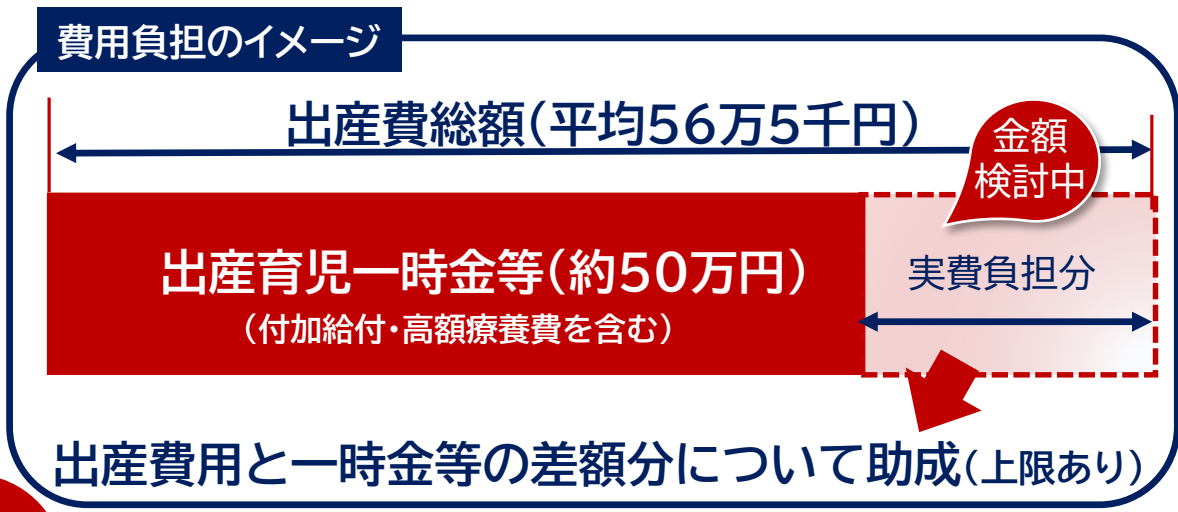 費用負担のイメージ
出産費総額(平均56万5千円)
金額
検討中
出産育児一時金等(約50万円)
(付加給付・高額療養費を含む)
実費負担分
出産費用と一時金等の差額分について助成(上限あり)